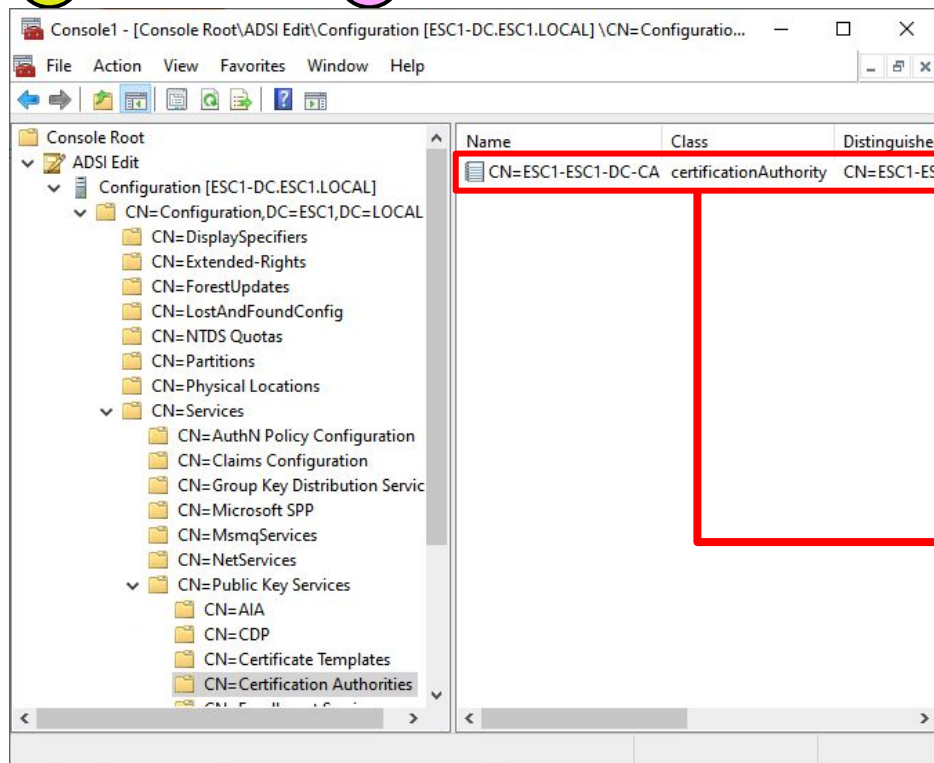 Console1 - [Console Root\ADSI Edit\Configuration [ESC1-DC.ESC1.LOCAL] \CN=Configuratio...
File Action View Favorites Window Help
Console Root
ADSI Edit
Configuration [ESC1-DC.ESC1.LOCAL]
CN=Configuration,DC=ESC1,DC=LOCAL
CN=DisplaySpecifiers
CN=Extended-Rights
CN=ForestUpdates
CN=LostAndFoundConfig
CN=NTDS Quotas
CN=Partitions
CN=Physical Locations
CN=Services
CN=AuthN Policy Configuration
CN=Claims Configuration
CN=Group Key Distribution Servic
CN=Microsoft SPP
CN=MsmqServices
CN=NetServices
CN=Public Key Services
CN=AIA
CN=CDP
CN=Certificate Templates
CN=Certification Authorities
Name Class Distinguishe
CN=ESC1-ESC1-DC-CA certificationAuthority CN=ESC1-ES